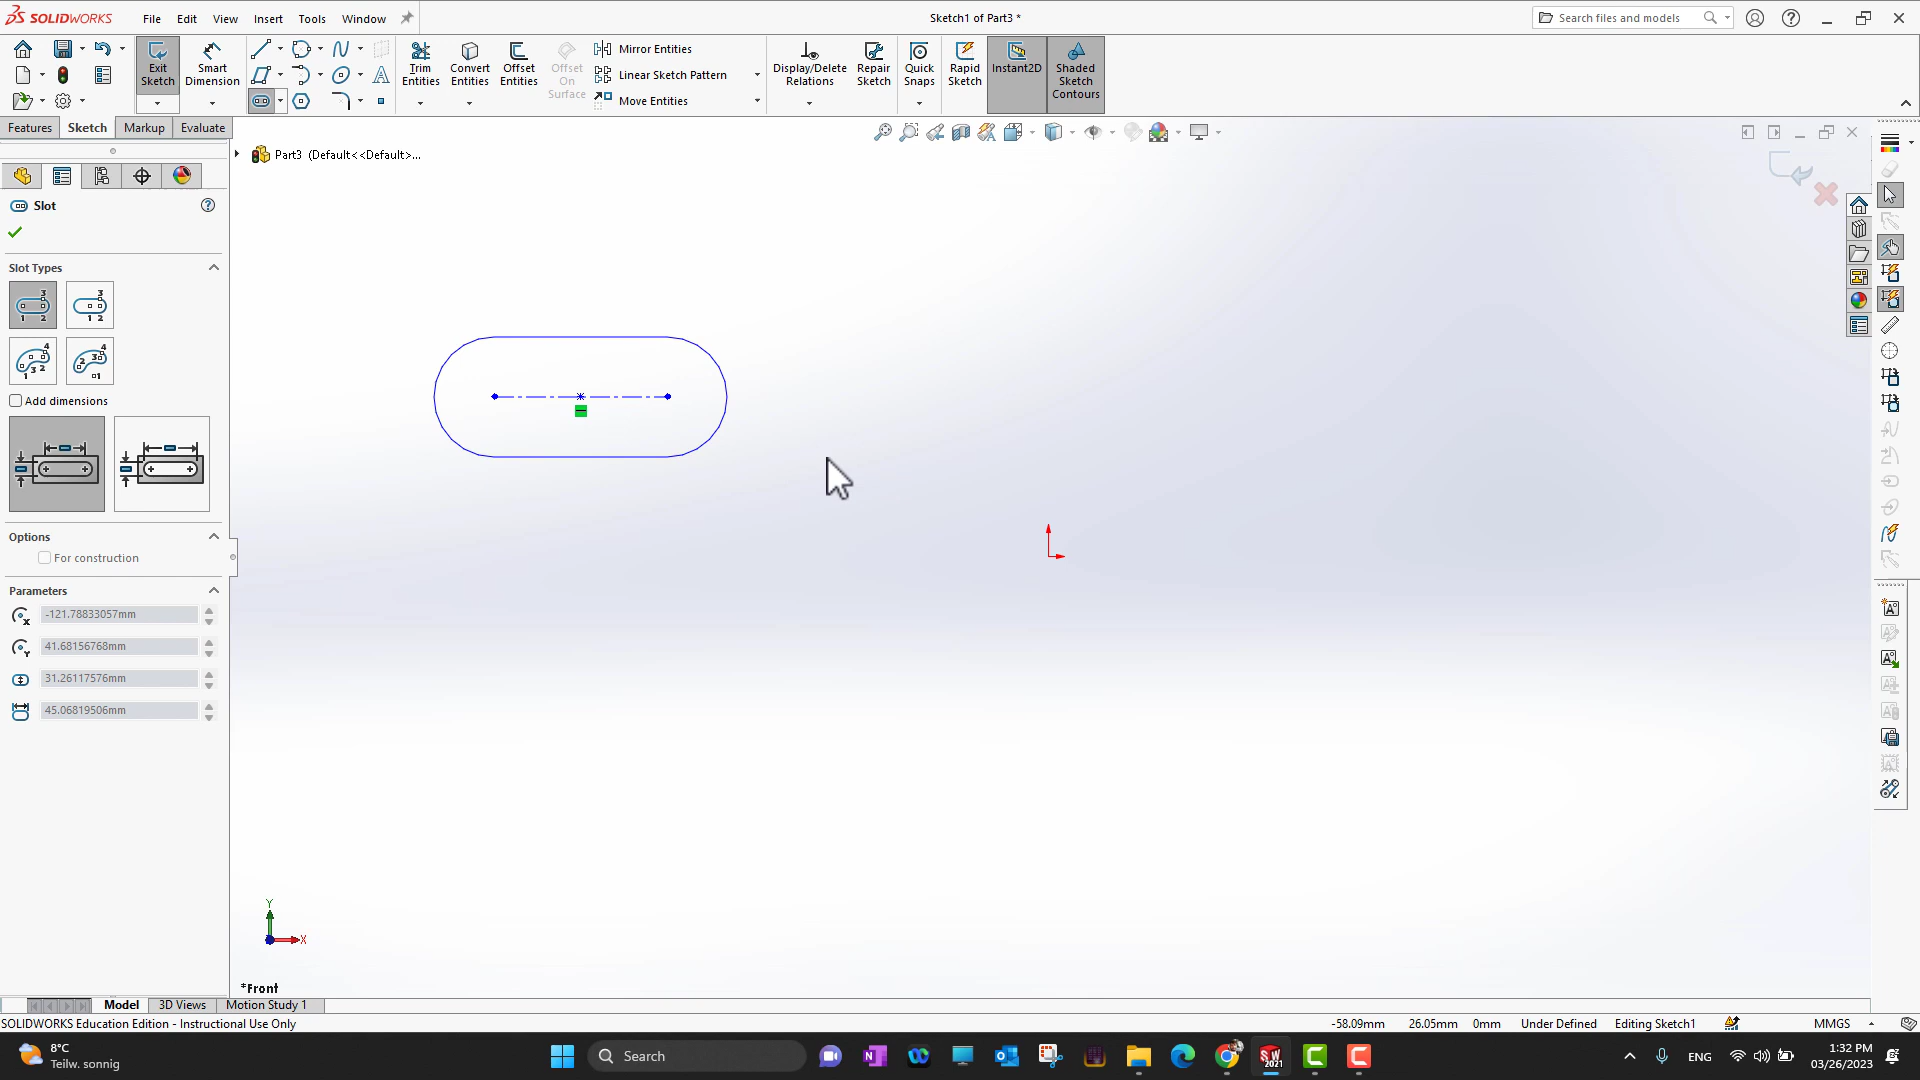 SOLIDWORKS File Edit View Insert Tools Window Sketch1 of Part3 * Search files and models
Exit Sketch
Smart Dimension
Trim Entities
Convert Entities
Offset Entities
Offset On Surface
Mirror Entities
Linear Sketch Pattern
Move Entities
Display/Delete Relations
Repair Sketch
Quick Snaps
Rapid Sketch
Instant2D
Shaded Sketch Contours
Features Sketch Markup Evaluate
Part3 (Default<<Default>...
Slot
Slot Types
Add dimensions
Options
For construction
Parameters
-121.78833057mm
41.68156768mm
31.26117576mm
45.06819506mm
Y
X
*Front
Model 3D Views Motion Study 1
SOLIDWORKS Education Edition - Instructional Use Only -58.09mm 26.05mm 0mm Under Defined Editing Sketch1 MMGS
8°C
Teilw. sonnig
Search
SW
2021
ENG
1:32 PM
03/26/2023